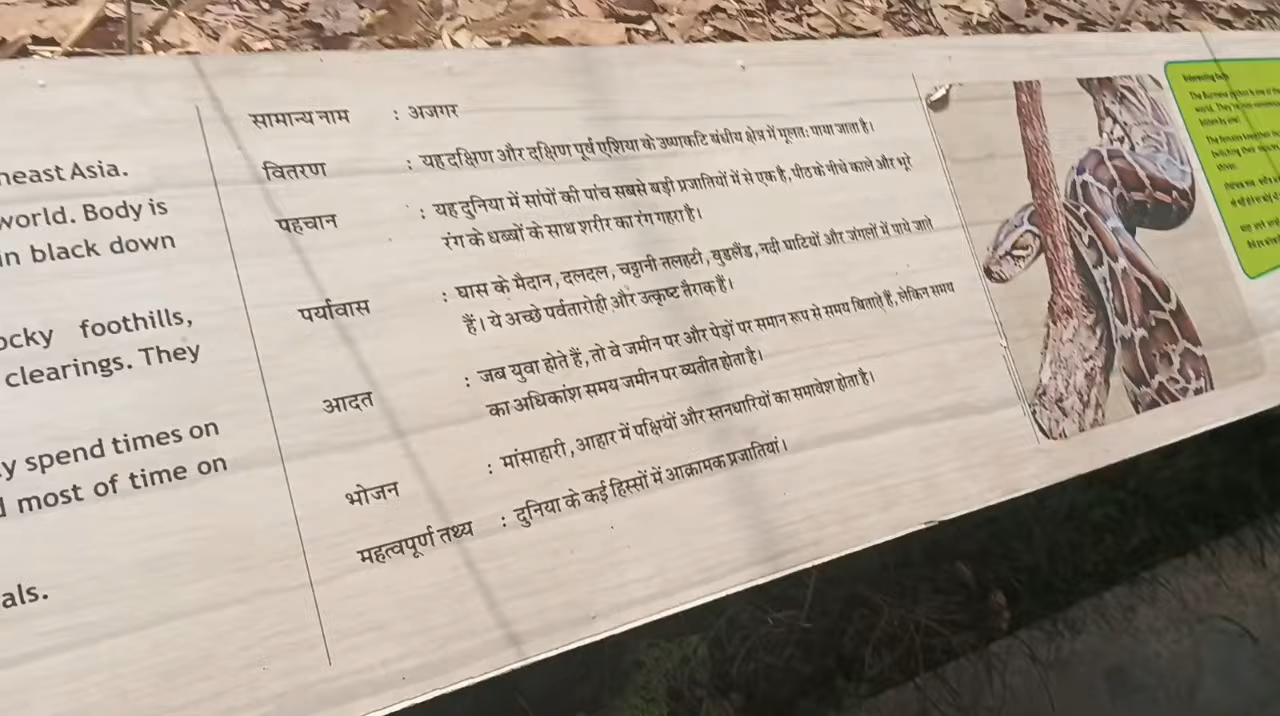 heast Asia.
world. Body is
in black down
ocky foothills,
clearings. They
y spend times on
most of time on
als.
सामान्य नाम : अजगर
वितरण : यह दक्षिण और दक्षिण पूर्व एशिया के उष्णकटि बंधीय क्षेत्र में मूलतः पाया जाता है।
पहचान : यह दुनिया में सांपों की पांच सबसे बड़ी प्रजातियों में से एक है, पीठ के नीचे काले और भूरे
रंग के धब्बों के साथ शरीर का रंग गहरा है।
पर्यावास : घास के मैदान, दलदल, चट्टानी तलहटी, वुडलैंड, नदी घाटियों और जंगलों में पाये जाते
हैं। ये अच्छे पर्वतारोही और उत्कृष्ट तैराक हैं।
आदत : जब युवा होते हैं, तो वे जमीन पर और पेड़ों पर समान रूप से समय बिताते हैं, लेकिन समय
का अधिकांश समय जमीन पर व्यतीत होता है।
भोजन : मांसाहारी, आहार में पक्षियों और स्तनधारियों का समावेश होता है।
महत्वपूर्ण तथ्य : दुनिया के कई हिस्सों में आक्रामक प्रजातियां।
Interesting facts